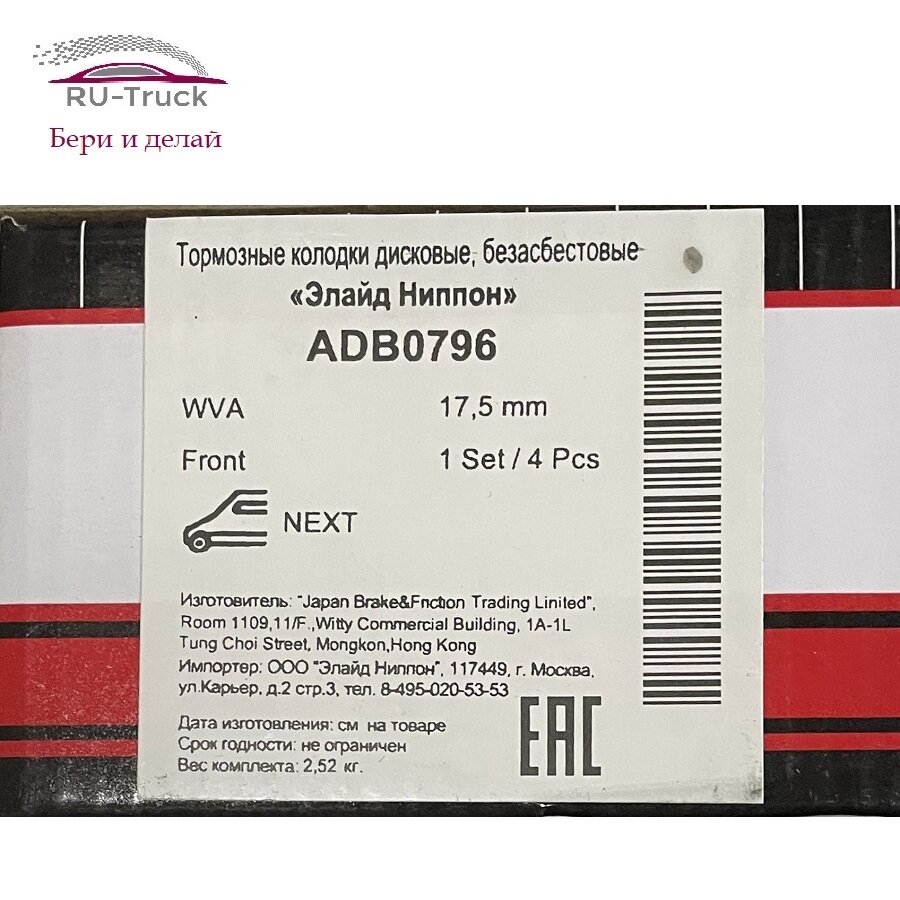 RU-Truck
Бери и делай
Тормозные колодки дисковые, безасбестовые
«Элайд Ниппон»
ADB0796
WVA 17,5 mm
Front 1 Set / 4 Pcs
NEXT
Изготовитель: "Japan Brake&Fnction Trading Linited",
Room 1109,11/F.,Witty Commercial Building, 1A-1L
Tung Choi Street, Mongkon,Hong Kong
Импортер: ООО "Элайд Ниппон", 117449, г. Москва,
ул.Карьер, д.2 стр.3, тел. 8-495-020-53-53
Дата изготовления: см на товаре
Срок годности: не ограничен
Вес комплекта: 2,52 кг.
EAC